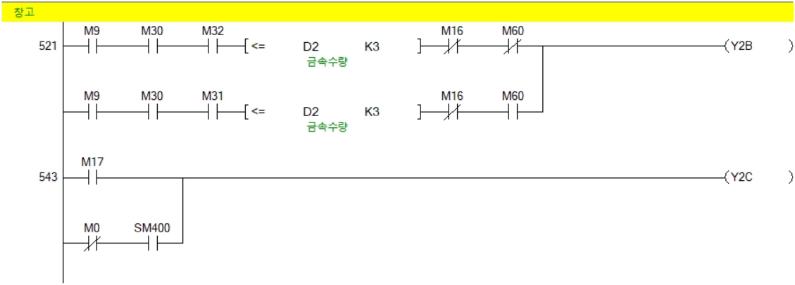 창고
M9 M30 M32 M16 M60
521 [ <= D2 K3 ] ( Y2B )
금속수량
M9 M30 M31 M16 M60
[ <= D2 K3 ]
금속수량
M17
543 ( Y2C )
M0 SM400